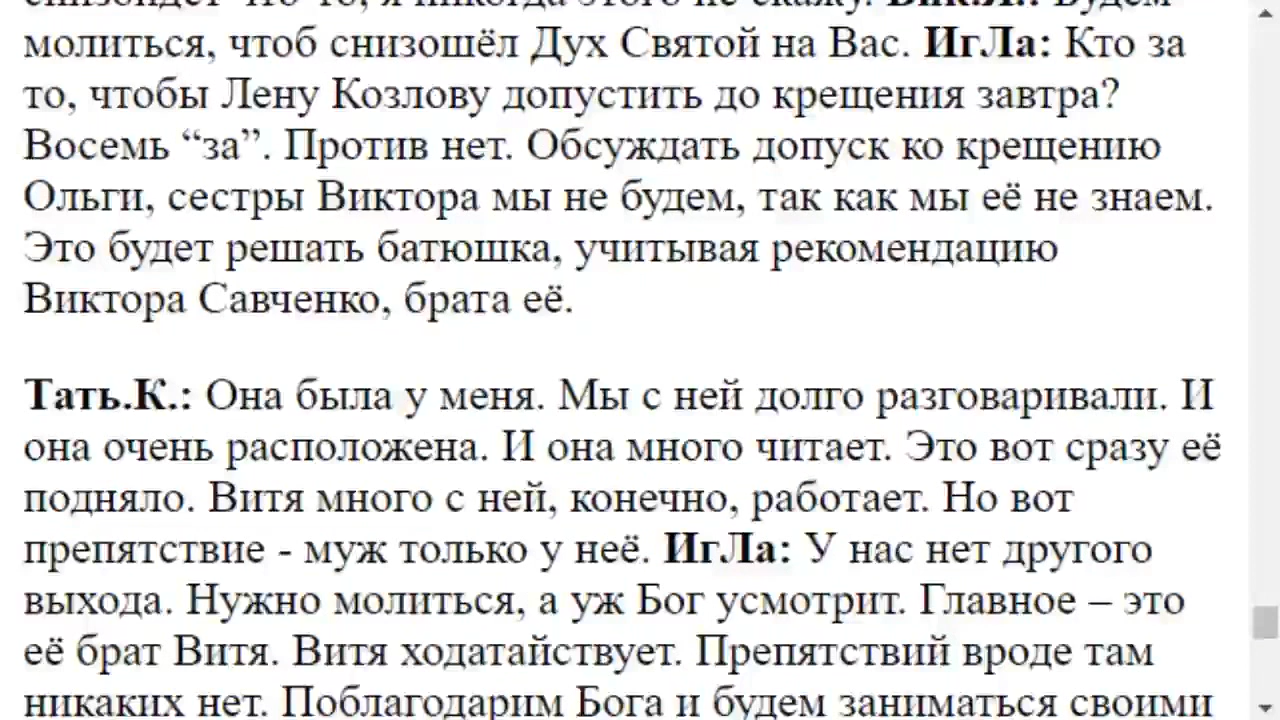 молиться, чтоб снизошёл Дух Святой на Вас. ИгЛа: Кто за
то, чтобы Лену Козлову допустить до крещения завтра?
Восемь “за”. Против нет. Обсуждать допуск ко крещению
Ольги, сестры Виктора мы не будем, так как мы её не знаем.
Это будет решать батюшка, учитывая рекомендацию
Виктора Савченко, брата её.
Тать.К.: Она была у меня. Мы с ней долго разговаривали. И
она очень расположена. И она много читает. Это вот сразу её
подняло. Витя много с ней, конечно, работает. Но вот
препятствие - муж только у неё. ИгЛа: У нас нет другого
выхода. Нужно молиться, а уж Бог усмотрит. Главное – это
её брат Витя. Витя ходатайствует. Препятствий вроде там
никаких нет. Поблагодарим Бога и будем заниматься своими